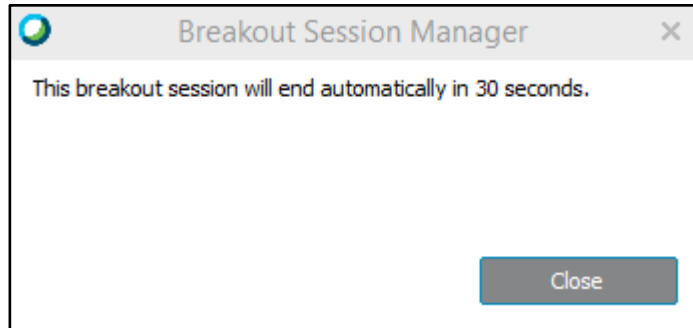 Breakout Session Manager
This breakout session will end automatically in 30 seconds.
Close